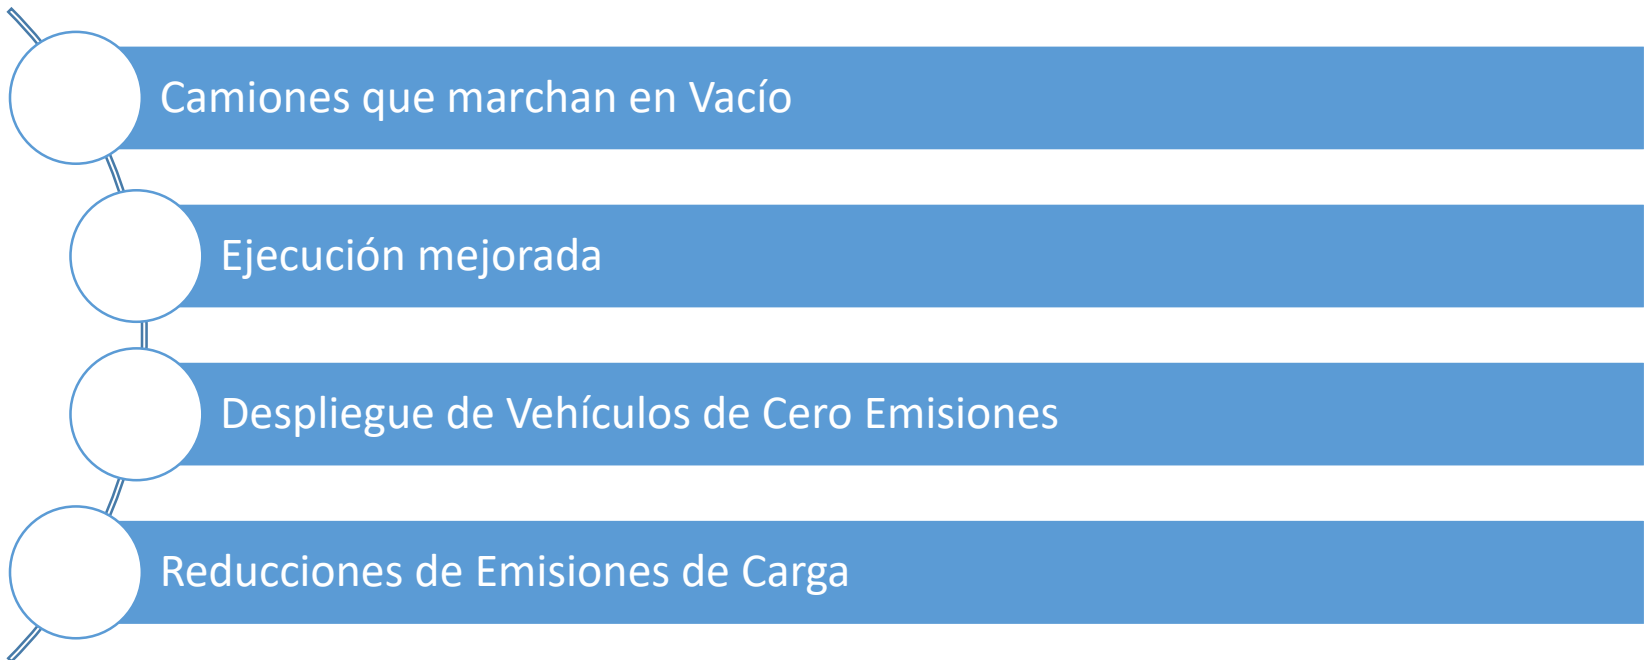 Camiones que marchan en Vacío
Ejecución mejorada
Despliegue de Vehículos de Cero Emisiones
Reducciones de Emisiones de Carga